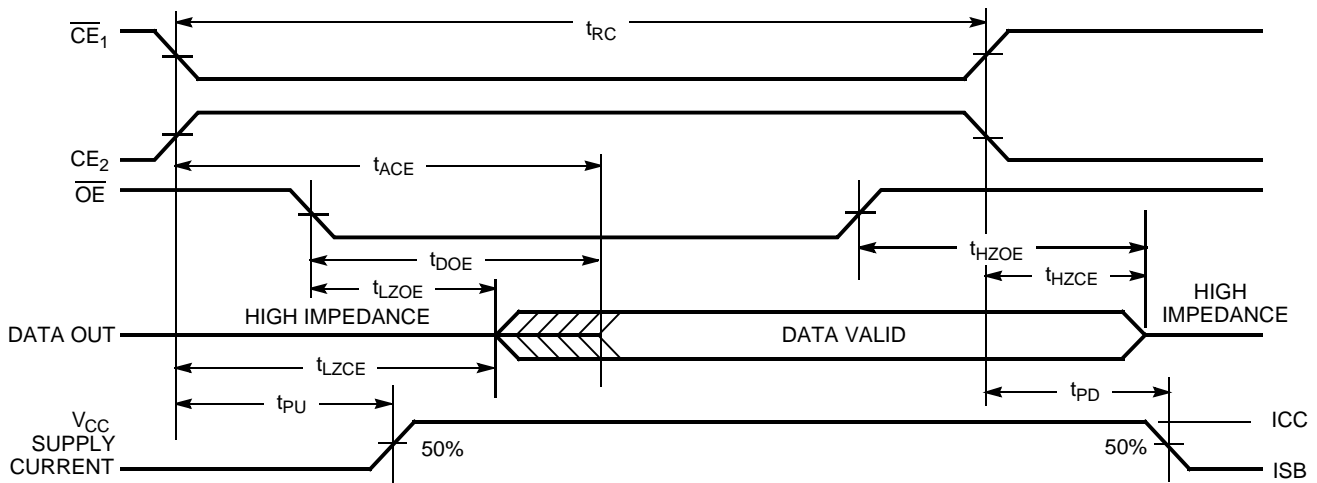 CE1
tRC
CE2
tACE
OE
tHZOE
tDOE
tHZCE
tLZOE
HIGH IMPEDANCE
HIGH
IMPEDANCE
DATA OUT
DATA VALID
tLZCE
tPU
tPD
VCC
SUPPLY
CURRENT
50%
50%
ICC
ISB